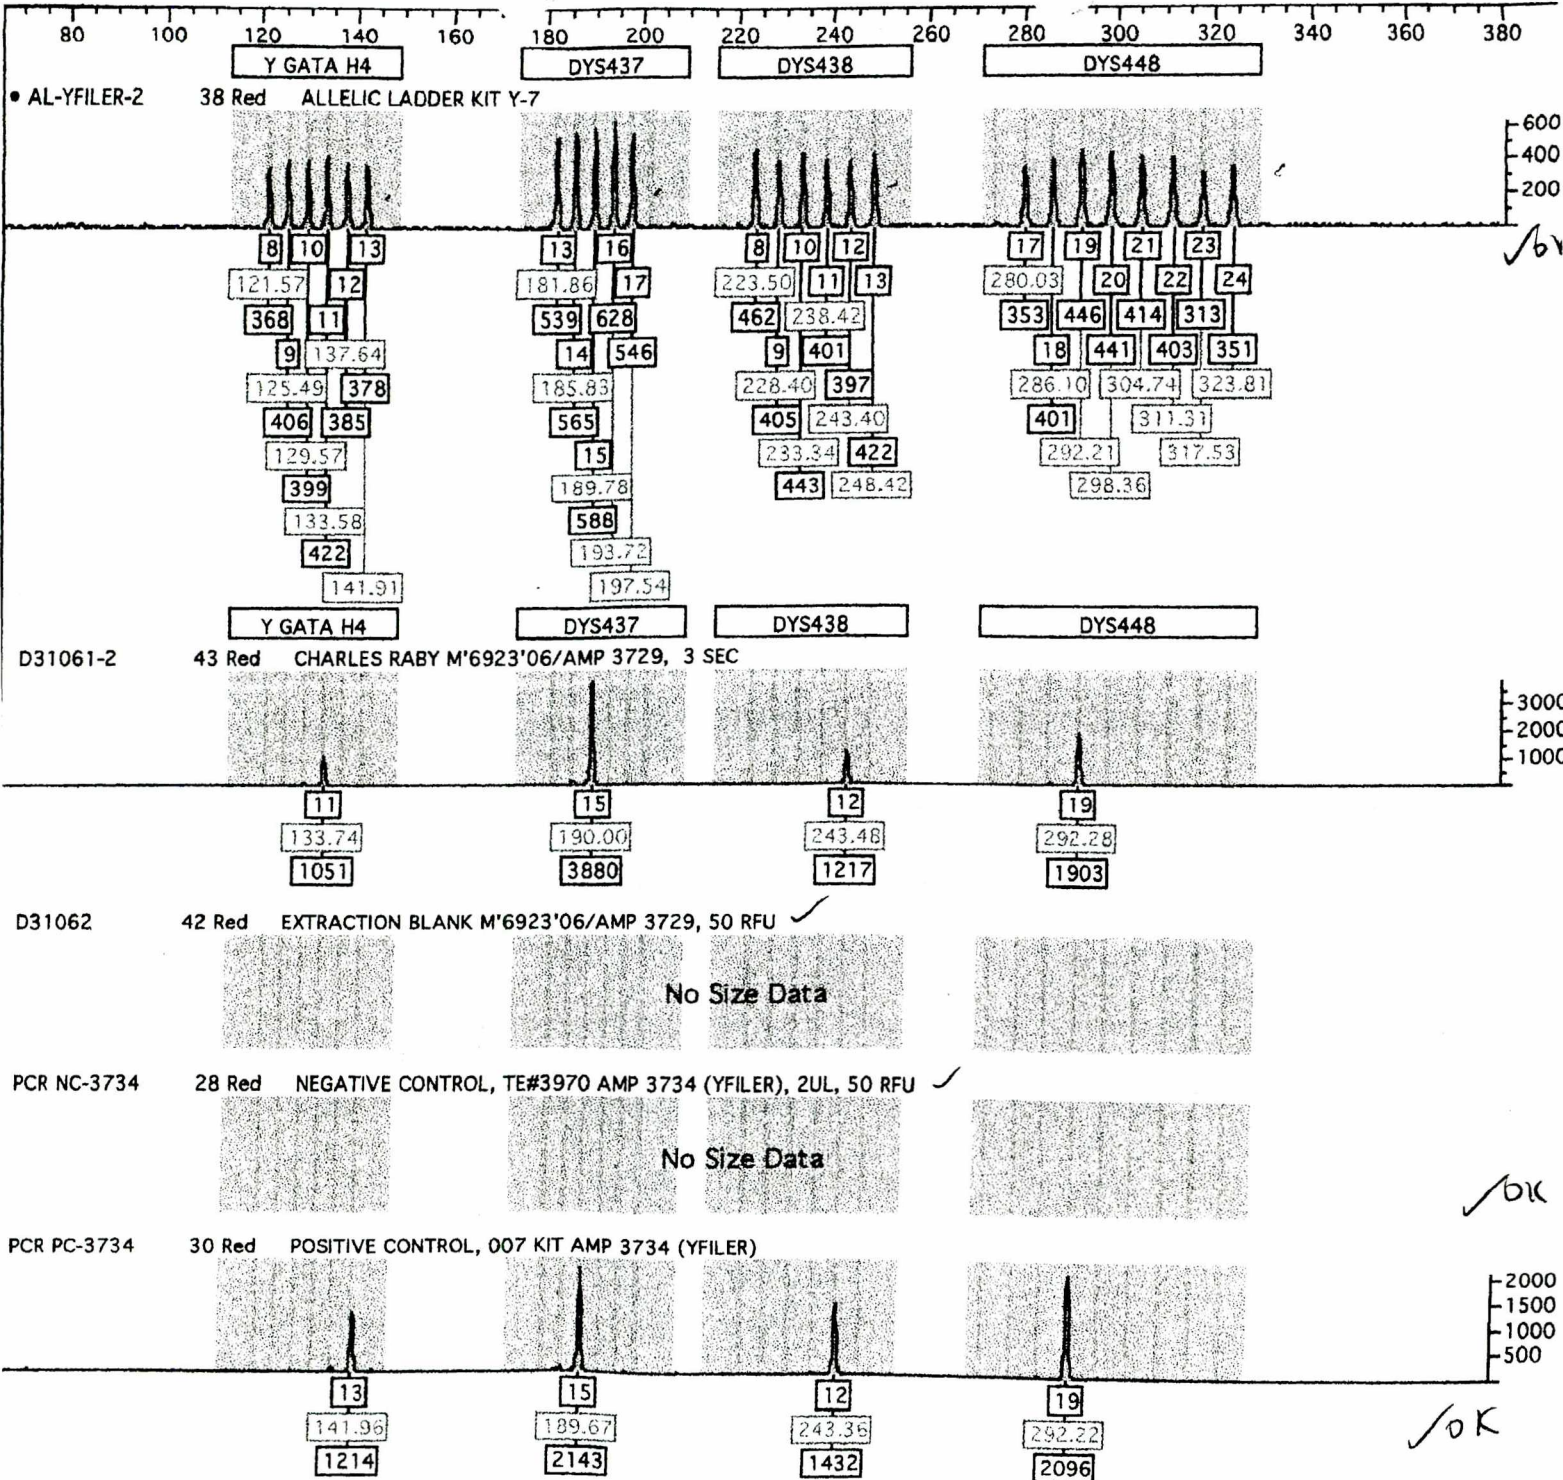 80 100 120 140 160 180 200 220 240 260 280 300 320 340 360 380
Y GATA H4 DYS437 DYS438 DYS448
• AL-YFILER-2 38 Red ALLELIC LADDER KIT Y-7
600
400
200
8 10 13 13 16 8 10 12 17 19 21 23
121.57 12 181.86 17 223.50 11 13 280.03 20 22 24
368 11 539 628 462 238.42 353 446 414 313
9 137.64 14 546 9 401 18 441 403 351
125.49 378 185.83 228.40 397 286.10 304.74 323.81
406 385 565 405 243.40 401 311.31
129.57 15 233.34 422 292.21 317.53
399 189.78 443 248.42 298.36
133.58 588
422 193.72
141.91 197.54
Y GATA H4 DYS437 DYS438 DYS448
D31061-2 43 Red CHARLES RABY M'6923'06/AMP 3729, 3 SEC
3000
2000
1000
11 15 12 19
133.74 190.00 243.48 292.28
1051 3880 1217 1903
D31062 42 Red EXTRACTION BLANK M'6923'06/AMP 3729, 50 RFU ✓
No Size Data
PCR NC-3734 28 Red NEGATIVE CONTROL, TE#3970 AMP 3734 (YFILER), 2UL, 50 RFU ✓
No Size Data
✓OK
PCR PC-3734 30 Red POSITIVE CONTROL, 007 KIT AMP 3734 (YFILER)
2000
1500
1000
500
13 15 12 19
141.96 189.67 243.36 292.22
1214 2143 1432 2096
✓OK